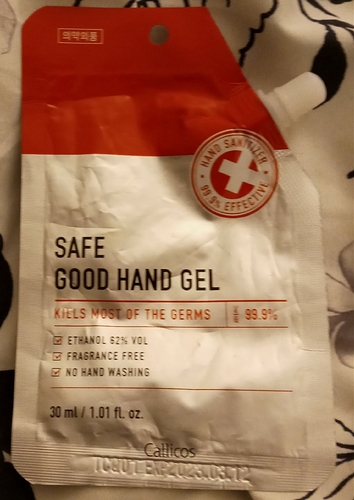 의약외품
HAND SANITIZER
99.9% EFFECTIVE
SAFE
GOOD HAND GEL
KILLS MOST OF THE GERMS 99.9%
ETHANOL 62% VOL
FRAGRANCE FREE
NO HAND WASHING
30 ml / 1.01 fl. oz.
Callicos